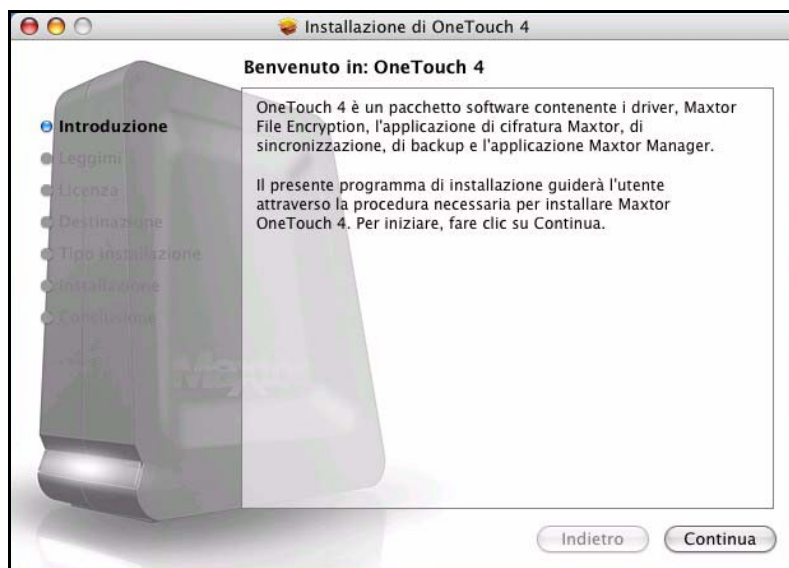 Installazione di OneTouch 4
Benvenuto in: OneTouch 4
Introduzione
Leggimi
Licenza
Destinazione
Tipo Installazione
Installazione
Conclusione
OneTouch 4 è un pacchetto software contenente i driver, Maxtor
File Encryption, l'applicazione di cifratura Maxtor, di
sincronizzazione, di backup e l'applicazione Maxtor Manager.
Il presente programma di installazione guiderà l'utente
attraverso la procedura necessaria per installare Maxtor
OneTouch 4. Per iniziare, fare clic su Continua.
Maxtor
Indietro
Continua